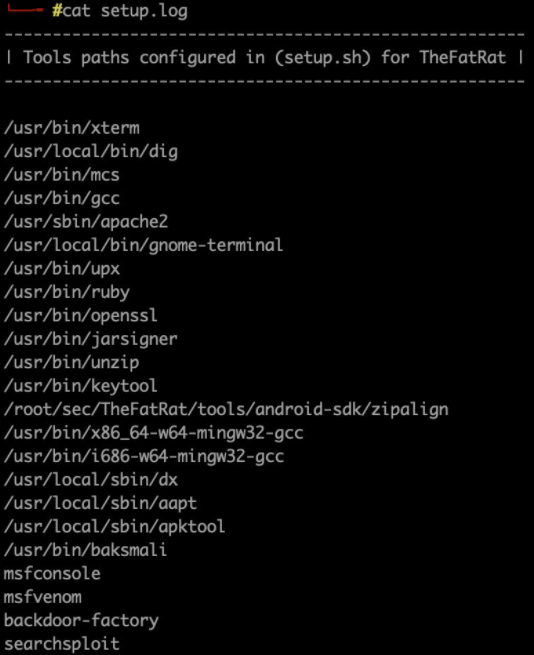 #cat setup.log
------------------------------------------------------
| Tools paths configured in (setup.sh) for TheFatRat |
------------------------------------------------------
/usr/bin/xterm
/usr/local/bin/dig
/usr/bin/mcs
/usr/bin/gcc
/usr/sbin/apache2
/usr/local/bin/gnome-terminal
/usr/bin/upx
/usr/bin/ruby
/usr/bin/openssl
/usr/bin/jarsigner
/usr/bin/unzip
/usr/bin/keytool
/root/sec/TheFatRat/tools/android-sdk/zipalign
/usr/bin/x86_64-w64-mingw32-gcc
/usr/bin/i686-w64-mingw32-gcc
/usr/local/sbin/dx
/usr/local/sbin/aapt
/usr/local/sbin/apktool
/usr/bin/baksmali
msfconsole
msfvenom
backdoor-factory
searchsploit